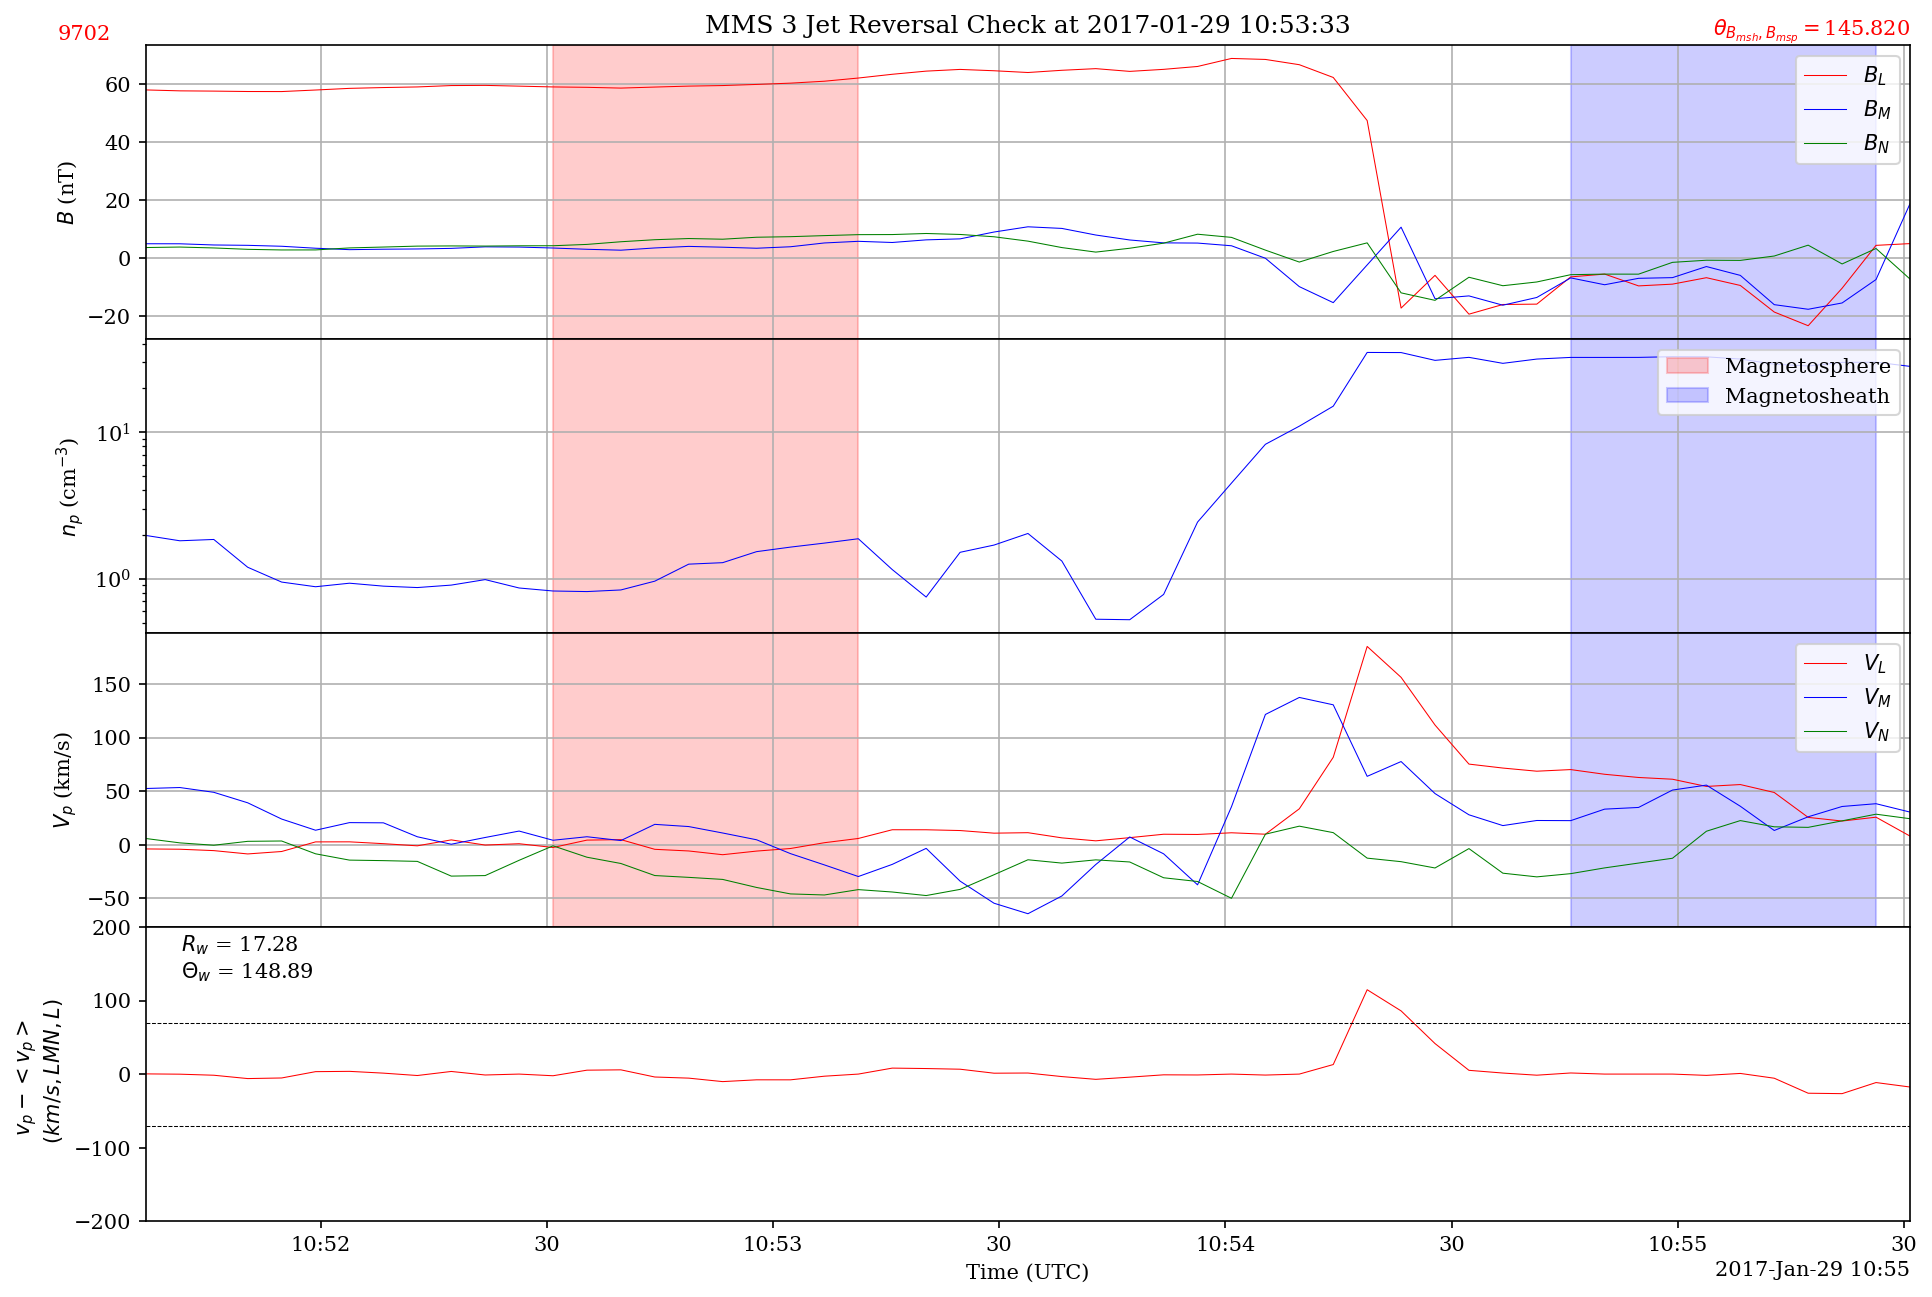 9702
MMS 3 Jet Reversal Check at 2017-01-29 10:53:33
θ_{B_{msh}, B_{msp}} = 145.820
60
40
20
0
−20
B (nT)
B_L
B_M
B_N
10^1
10^0
n_p (cm^{−3})
Magnetosphere
Magnetosheath
150
100
50
0
−50
V_p (km/s)
V_L
V_M
V_N
200
100
0
−100
−200
v_p − < v_p >
(km/s, LMN, L)
R_w = 17.28
Θ_w = 148.89
10:52 30 10:53 30 10:54 30 10:55 30
Time (UTC)
2017-Jan-29 10:55